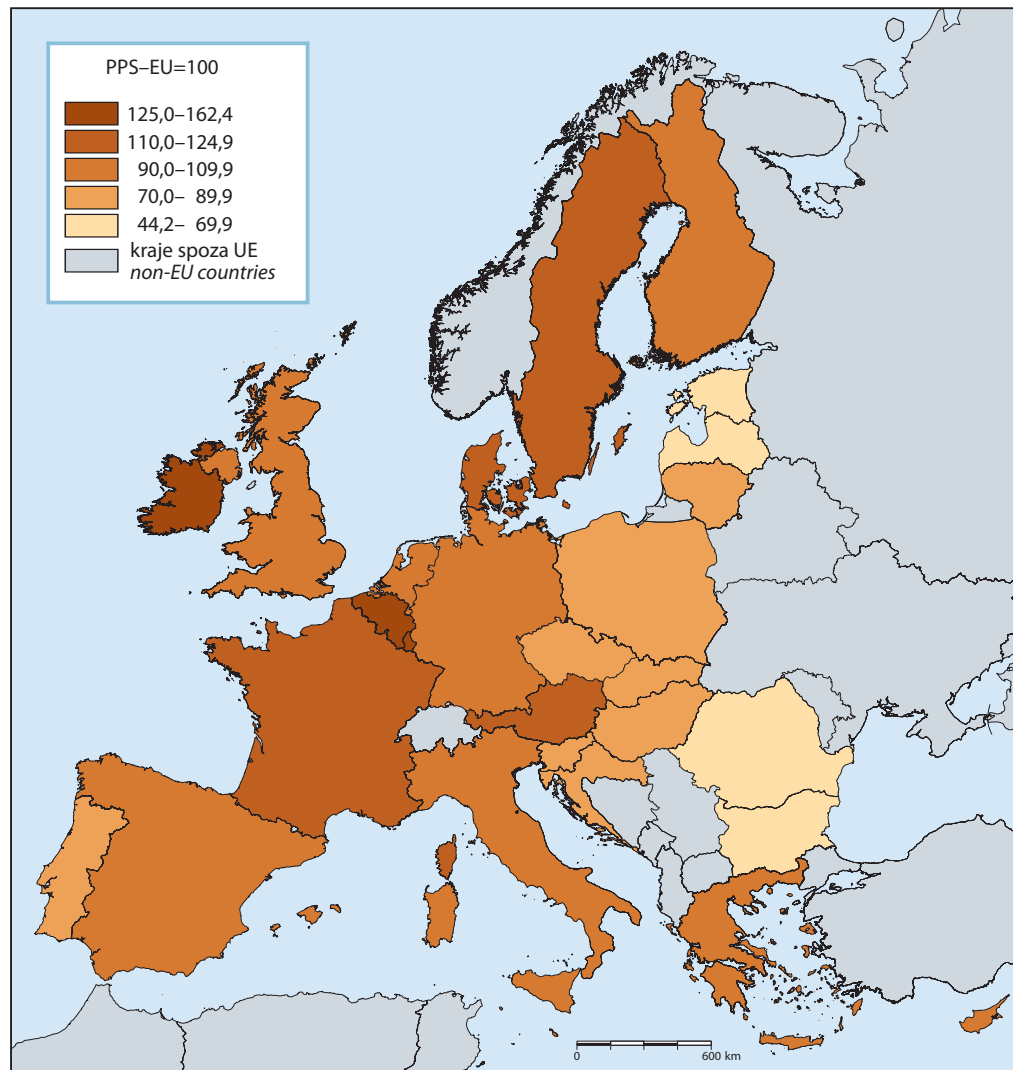 PPS–EU=100
125,0–162,4
110,0–124,9
90,0–109,9
70,0– 89,9
44,2– 69,9
kraje spoza UE
non-EU countries
0 600 km